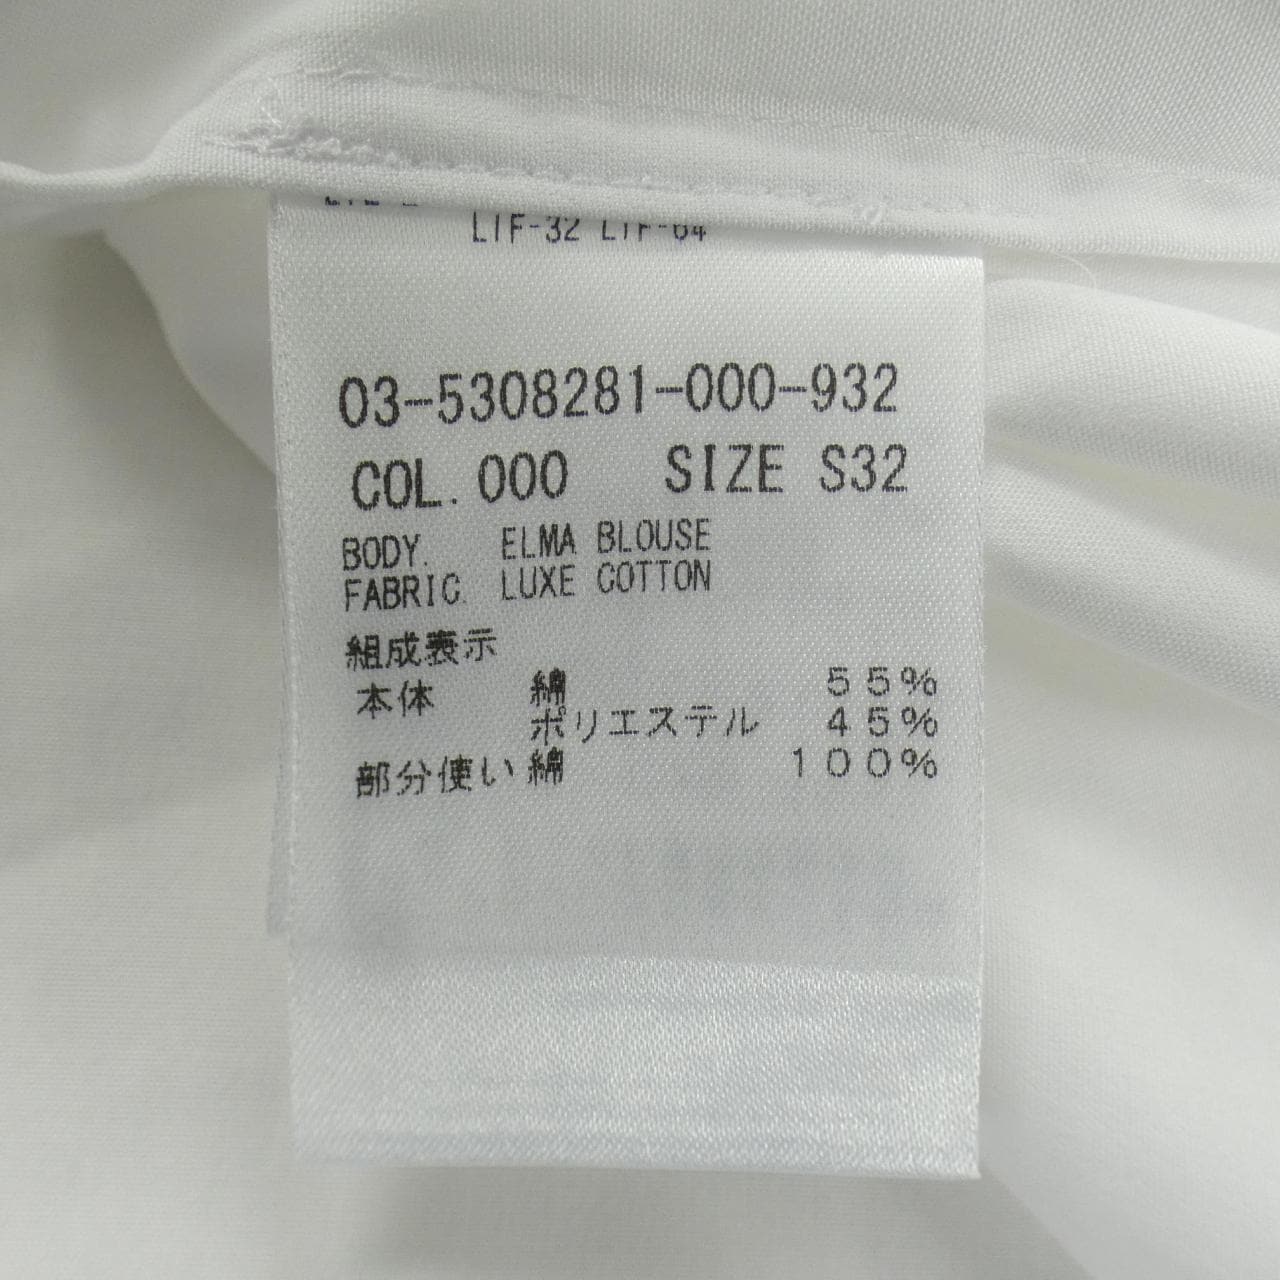 LTF-32 LTF-64
03-5308281-000-932
COL. 000 SIZE S32
BODY. ELMA BLOUSE
FABRIC. LUXE COTTON
組成表示
本体 綿 55%
ポリエステル 45%
部分使い 綿 100%